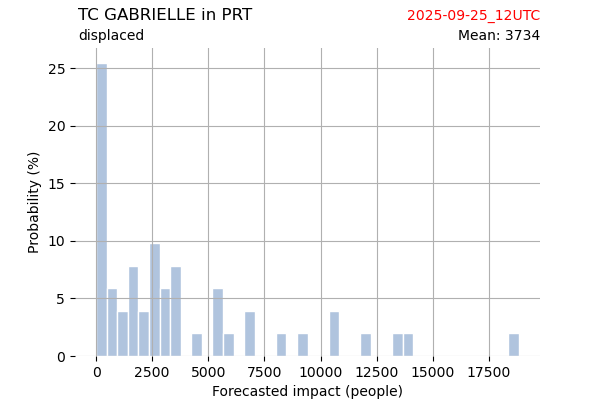 TC GABRIELLE in PRT
2025-09-25_12UTC
displaced
Mean: 3734
25
20
15
10
5
0
Probability (%)
0 2500 5000 7500 10000 12500 15000 17500
Forecasted impact (people)